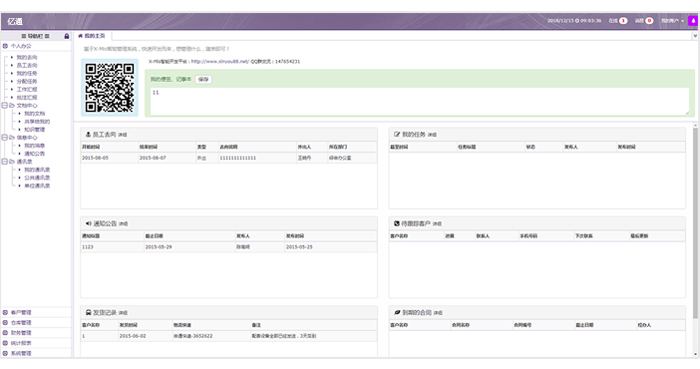 亿通
2018/12/15 09:03:36 在线 1 消息 0 我的账户
导航栏
我的主页
个人办公
我的去向
员工去向
我的任务
分配任务
工作汇报
批注汇报
文档中心
我的文档
共享给我的
知识管理
信息中心
我的消息
通知公告
通讯录
我的通讯录
公共通讯录
单位通讯录
客户管理
仓库管理
财务管理
统计报表
系统管理
基于X-Mis智能管理系统，快速开发完单，想管理什么，随意即可！
X-Mis智能开发平台：http://www.xinyou88.net/ QQ群交流：147654231
我的便签、记事本 保存
11
员工去向 详细
开始时间 结束时间 类型 去向说明 外出人 所在部门
2015-08-05 2015-08-07 外出 1111111111111 王晓丹 经审办公室
我的任务 详细
截至时间 任务标题 状态 发布人 发布时间
通知公告 详细
通知标题 截止日期 发布人 发布时间
1123 2015-05-29 2015-05-25
待跟踪客户 详细
客户名称 进展 联系人 手机号码 下次联系 最后更新
发货记录 详细
客户名称 发货时间 物流快递 备注
1 2015-06-02 申通快递-3652622 配套设备全部已经发送，3天签到
到期的合同 详细
客户名称 合同名称 合同编号 截止日期 经办人